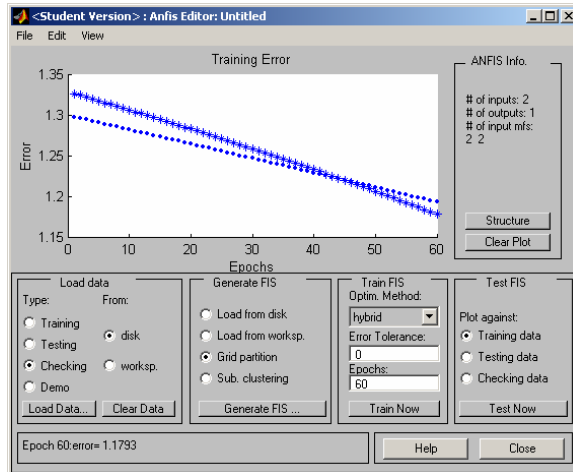 <Student Version> : Anfis Editor: Untitled
File Edit View
Training Error
1.35
1.3
1.25
1.2
1.15
Error
0 10 20 30 40 50 60
Epochs
ANFIS Info.
# of inputs: 2
# of outputs: 1
# of input mfs:
2 2
Structure
Clear Plot
Load data
Type: From:
Training
Testing
Checking
Demo
disk
worksp.
Load Data... Clear Data
Generate FIS
Load from disk
Load from worksp.
Grid partition
Sub. clustering
Generate FIS ...
Train FIS
Optim. Method:
hybrid
Error Tolerance:
0
Epochs:
60
Train Now
Test FIS
Plot against:
Training data
Testing data
Checking data
Test Now
Epoch 60:error= 1.1793
Help
Close